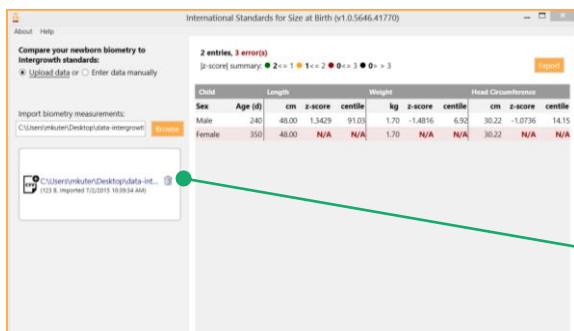 International Standards for Size at Birth (v1.0.5646.41770)
About Help
Compare your newborn biometry to
Intergrowth standards:
Upload data or Enter data manually
Import biometry measurements:
C:\Users\mkuten\Desktop\data-intergrowt Browse
CSV C:\Users\mkuten\Desktop\data-int...
(123 B, imported 7/2/2015 10:39:34 AM)
2 entries, 3 error(s)
|z-score| summary: 2<= 1 1<= 2 0<= 3 0> > 3
Export
Child Length Weight Head Circumference
Sex Age (d) cm z-score centile kg z-score centile cm z-score centile
Male 240 48.00 1.3429 91.03 1.70 -1.4816 6.92 30.22 -1.0736 14.15
Female 350 48.00 N/A N/A 1.70 N/A N/A 30.22 N/A N/A